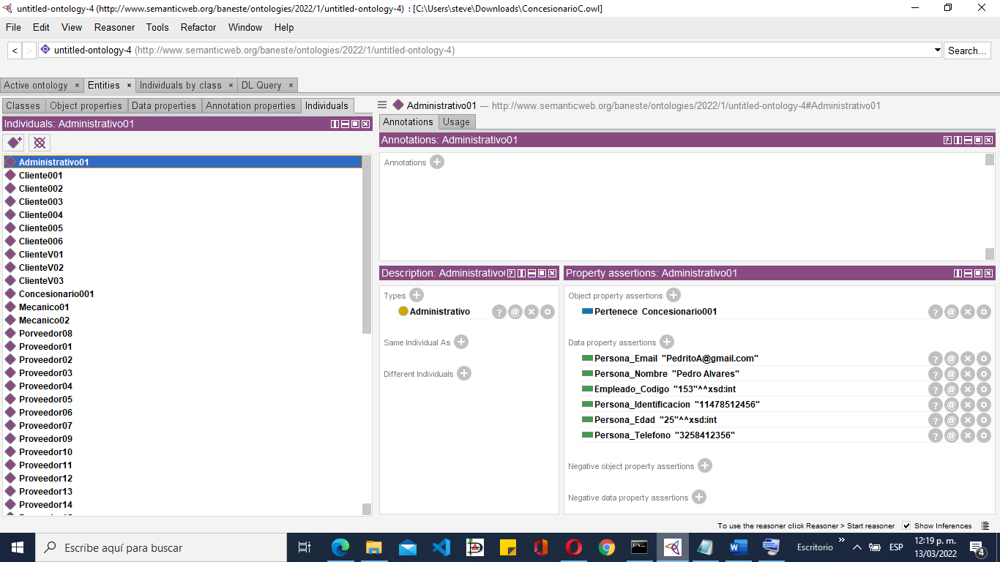 untitled-ontology-4 (http://www.semanticweb.org/baneste/ontologies/2022/1/untitled-ontology-4) : [C:\Users\steve\Downloads\ConcesionarioC.owl]
File Edit View Reasoner Tools Refactor Window Help
< > untitled-ontology-4 (http://www.semanticweb.org/baneste/ontologies/2022/1/untitled-ontology-4) Search...
Active ontology × Entities × Individuals by class × DL Query ×
Classes Object properties Data properties Annotation properties Individuals
Individuals: Administrativo01
Administrativo01
Cliente001
Cliente002
Cliente003
Cliente004
Cliente005
Cliente006
ClienteV01
ClienteV02
ClienteV03
Concesionario001
Mecanico01
Mecanico02
Porveedor08
Proveedor01
Proveedor02
Proveedor03
Proveedor04
Proveedor05
Proveedor06
Proveedor07
Proveedor09
Proveedor10
Proveedor11
Proveedor12
Proveedor13
Proveedor14
Administrativo01 — http://www.semanticweb.org/baneste/ontologies/2022/1/untitled-ontology-4#Administrativo01
Annotations Usage
Annotations: Administrativo01
Annotations
Description: Administrativo
Types
Administrativo
Same Individual As
Different Individuals
Property assertions: Administrativo01
Object property assertions
Pertenece Concesionario001
Data property assertions
Persona_Email "PedritoA@gmail.com"
Persona_Nombre "Pedro Alvares"
Empleado_Codigo "153"^^xsd:int
Persona_Identificacion "11478512456"
Persona_Edad "25"^^xsd:int
Persona_Telefono "3258412356"
Negative object property assertions
Negative data property assertions
To use the reasoner click Reasoner > Start reasoner Show Inferences
Escribe aquí para buscar
Escritorio » ESP 12:19 p. m.
13/03/2022 4